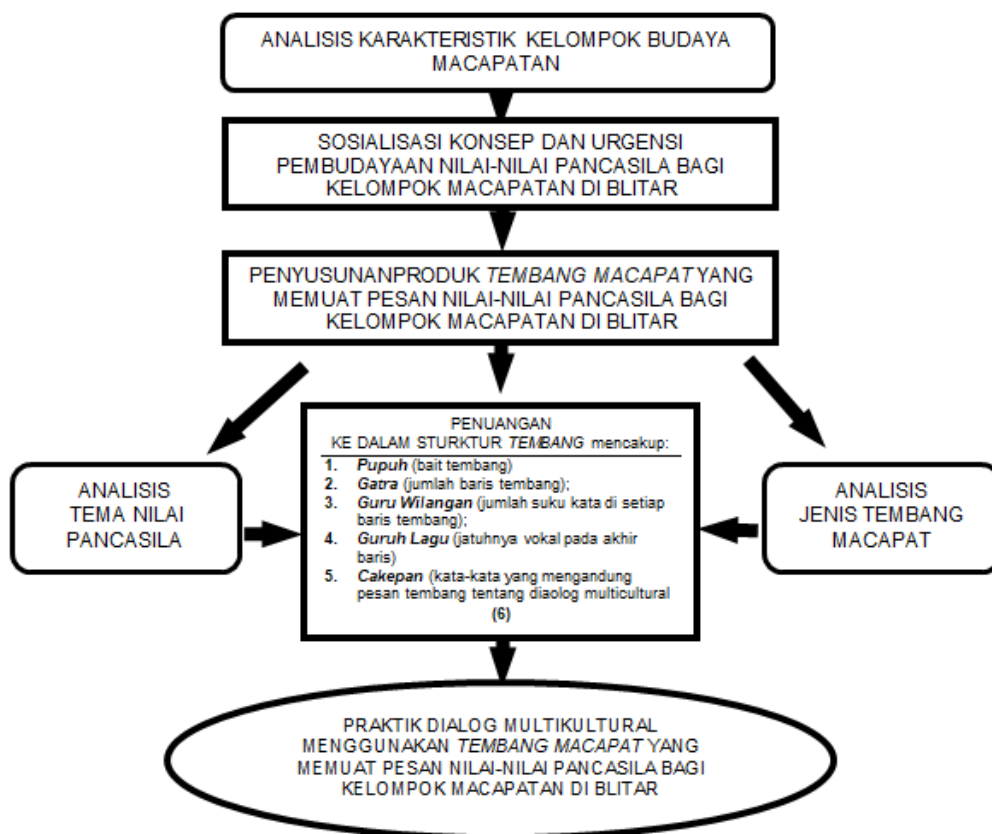 ANALISIS KARAKTERISTIK KELOMPOK BUDAYA
MACAPATAN
SOSIALISASI KONSEP DAN URGENSI
PEMBUDAYAAN NILAI-NILAI PANCASILA BAGI
KELOMPOK MACAPATAN DI BLITAR
PENYUSUNANPRODUK TEMBANG MACAPAT YANG
MEMUAT PESAN NILAI-NILAI PANCASILA BAGI
KELOMPOK MACAPATAN DI BLITAR
ANALISIS
TEMA NILAI
PANCASILA
PENUANGAN
KE DALAM STURKTUR TEMBANG mencakup:
1. Pupuh (bait tembang)
2. Gatra (jumlah baris tembang);
3. Guru Wilangan (jumlah suku kata di setiap
baris tembang);
4. Guruh Lagu (jatuhnya vokal pada akhir
baris)
5. Cakepan (kata-kata yang mengandung
pesan tembang tentang diaolog multicultural
(6)
ANALISIS
JENIS TEMBANG
MACAPAT
PRAKTIK DIALOG MULTIKULTURAL
MENGGUNAKAN TEMBANG MACAPAT YANG
MEMUAT PESAN NILAI-NILAI PANCASILA BAGI
KELOMPOK MACAPATAN DI BLITAR